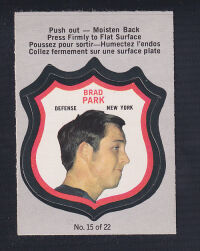 Push out — Moisten Back
Press Firmly to Flat Surface
Poussez pour sortir—Humectez l'endos
Collez fermement sur une surface plate
BRAD
PARK
DEFENSE NEW YORK
No. 15 of 22